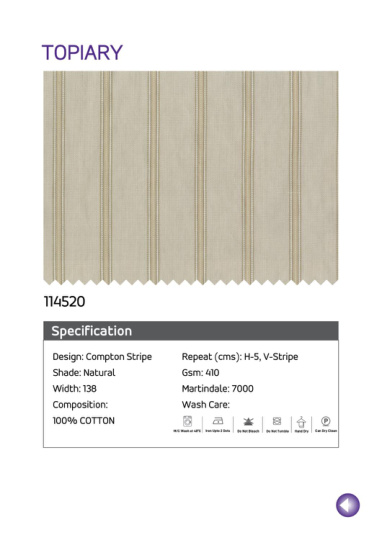 TOPIARY
114520
Specification
Design: Compton Stripe
Repeat (cms): H-5, V-Stripe
Shade: Natural
Gsm: 410
Width: 138
Martindale: 7000
Composition:
Wash Care:
100% COTTON
M/C Wash at 40°C Iron Upto 2 Dots Do Not Bleach Do Not Tumble Hand Dry Can Dry Clean
P